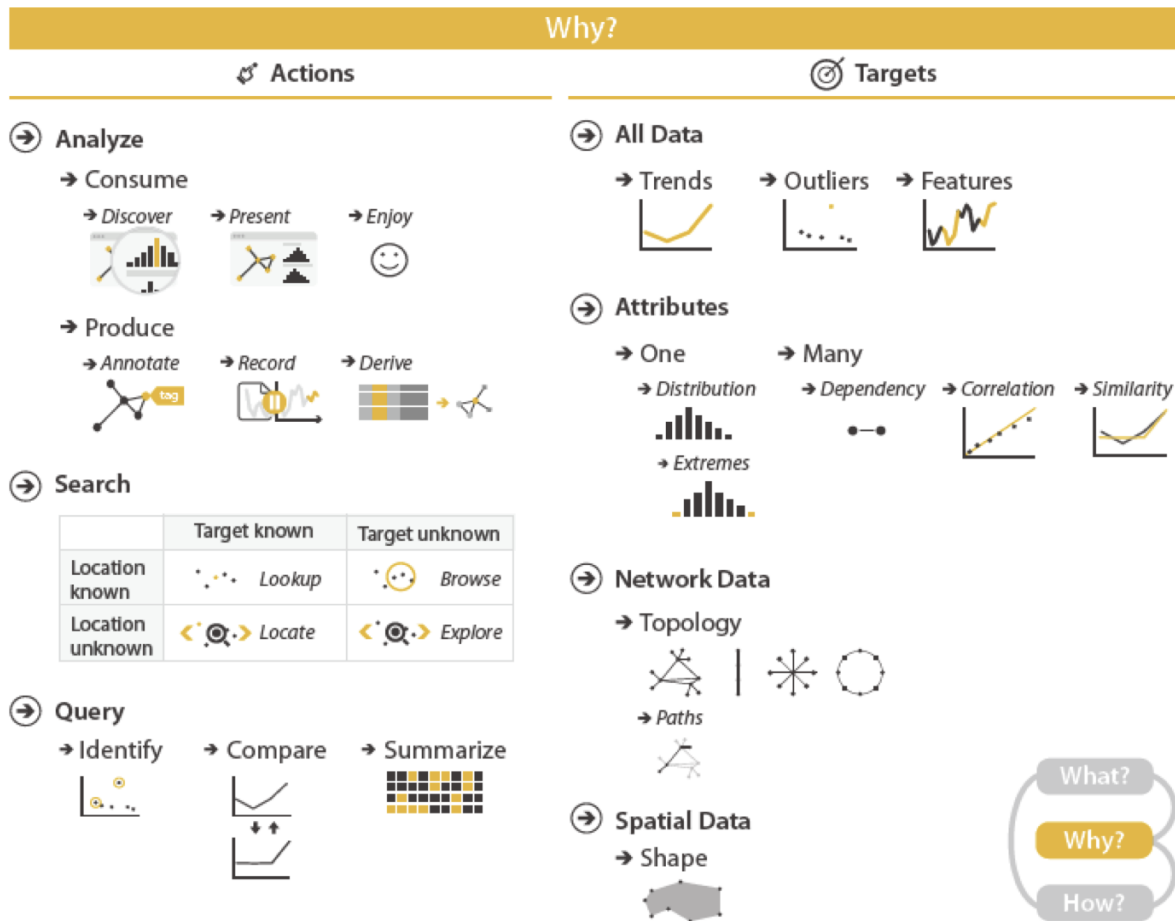 Why?
Actions
Analyze
→ Consume
→ Discover → Present → Enjoy
→ Produce
→ Annotate → Record → Derive
tag
Search
Target known Target unknown
Location known Lookup Browse
Location unknown Locate Explore
Query
→ Identify → Compare → Summarize
Targets
All Data
→ Trends → Outliers → Features
Attributes
→ One → Many
→ Distribution → Dependency → Correlation → Similarity
→ Extremes
Network Data
→ Topology
→ Paths
Spatial Data
→ Shape
What?
Why?
How?